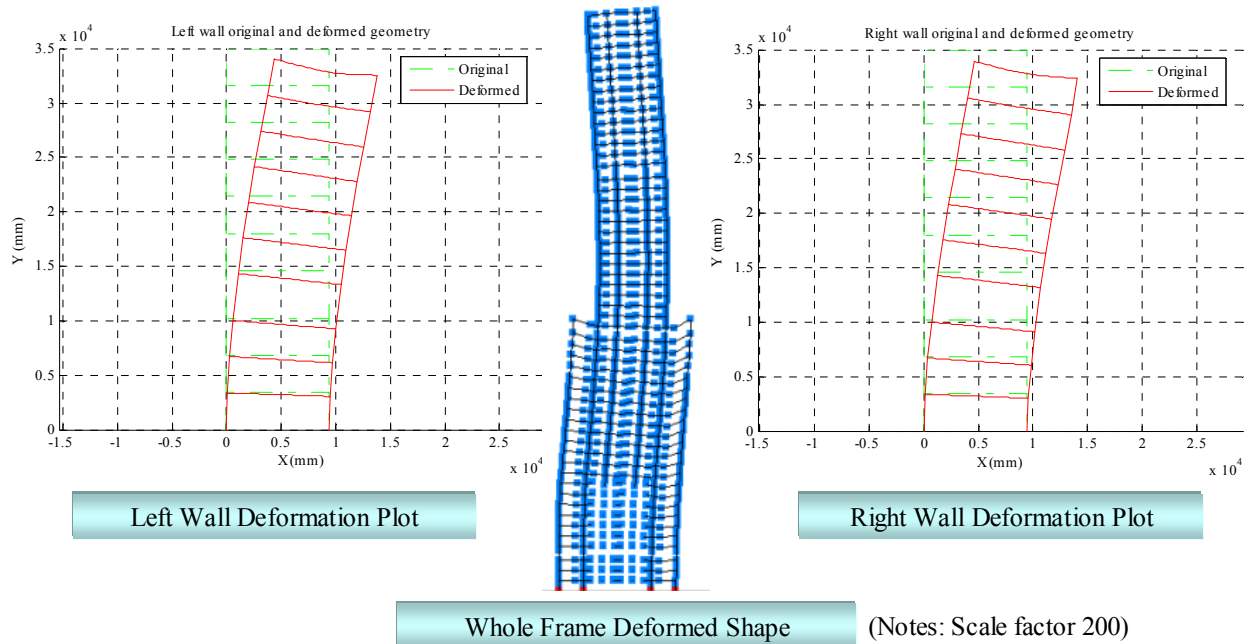 Left wall original and deformed geometry
x 10^4
3.5
3
2.5
2
1.5
1
0.5
0
Y (mm)
Original
Deformed
1.5 -1 -0.5 0 0.5 1 1.5 2 2.5
X(mm)
x 10^4
Left Wall Deformation Plot
Right wall original and deformed geometry
x 10^4
3.5
3
2.5
2
1.5
1
0.5
0
Y (mm)
Original
Deformed
-1.5 -1 -0.5 0 0.5 1 1.5 2 2.5
X(mm)
x 10^4
Right Wall Deformation Plot
Whole Frame Deformed Shape
(Notes: Scale factor 200)